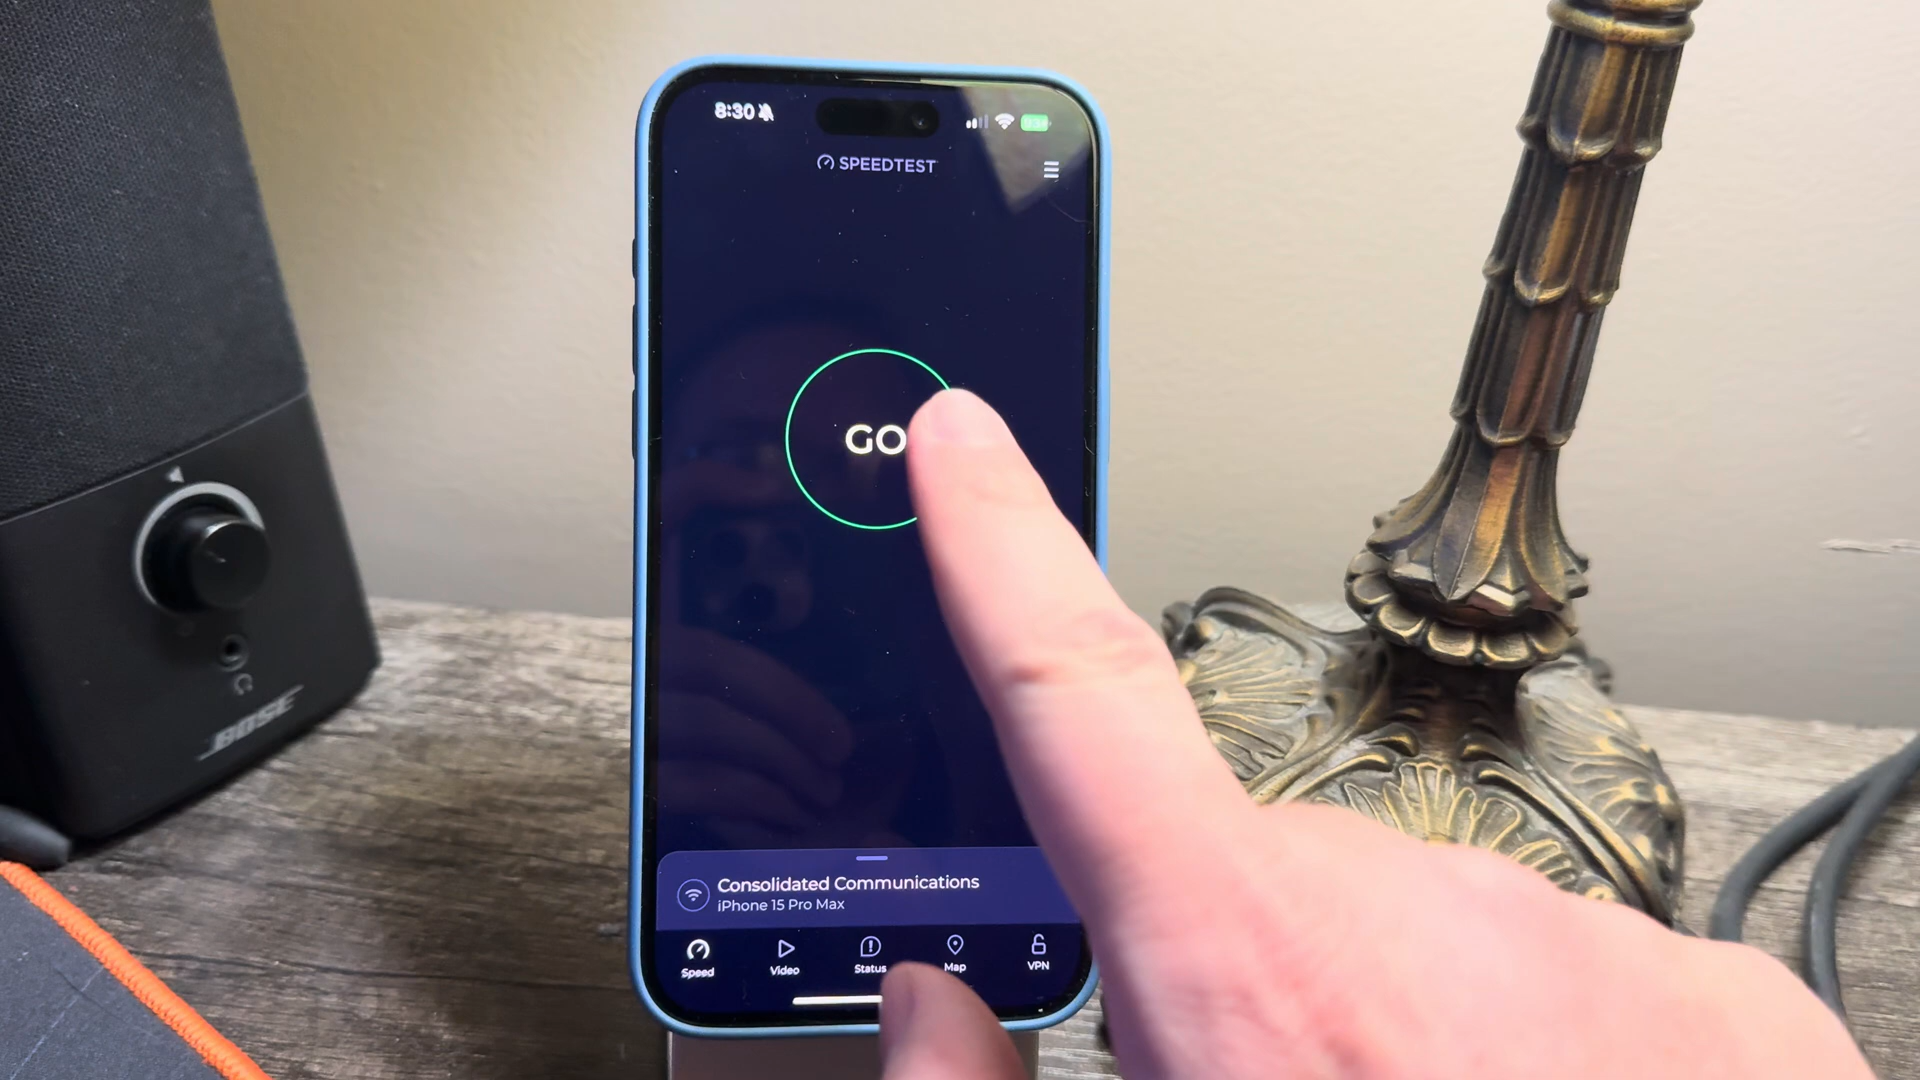 8:30
SPEEDTEST
GO
Consolidated Communications
iPhone 15 Pro Max
Speed
Video
Status
Map
VPN
BOSE